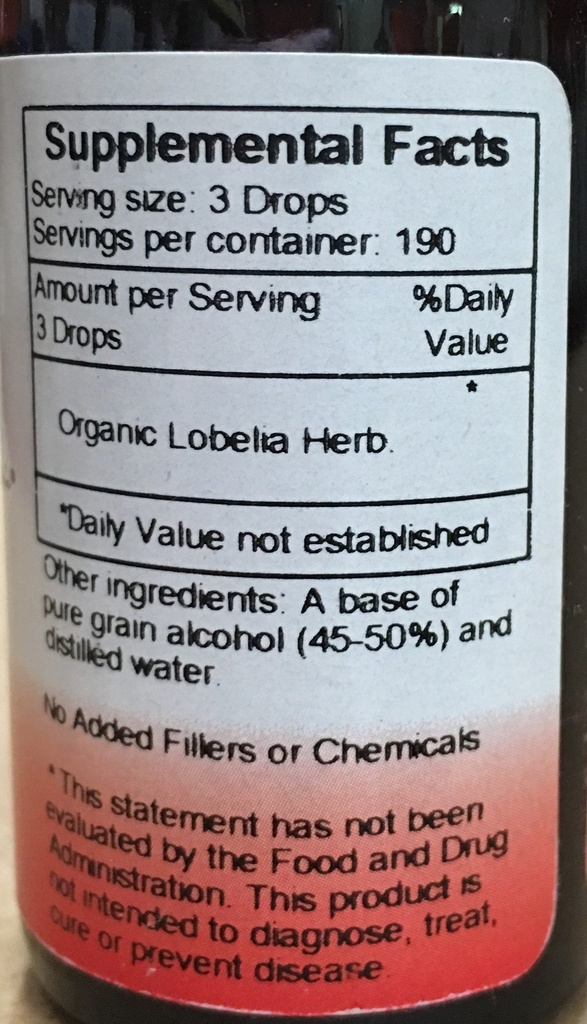 Supplemental Facts
Serving size: 3 Drops
Servings per container: 190
Amount per Serving %Daily
3 Drops Value
*
Organic Lobelia Herb.
*Daily Value not established
Other ingredients: A base of
pure grain alcohol (45-50%) and
distilled water.
No Added Fillers or Chemicals
*This statement has not been
evaluated by the Food and Drug
Administration. This product is
not intended to diagnose, treat,
cure or prevent disease.